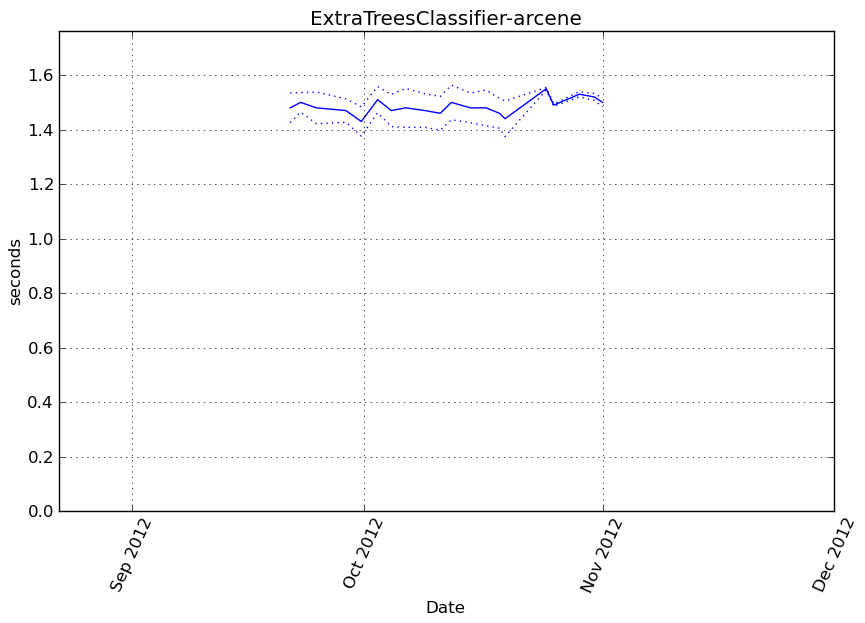 ExtraTreesClassifier-arcene
1.6
1.4
1.2
1.0
0.8
0.6
0.4
0.2
0.0
seconds
Sep 2012
Oct 2012
Nov 2012
Dec 2012
Date